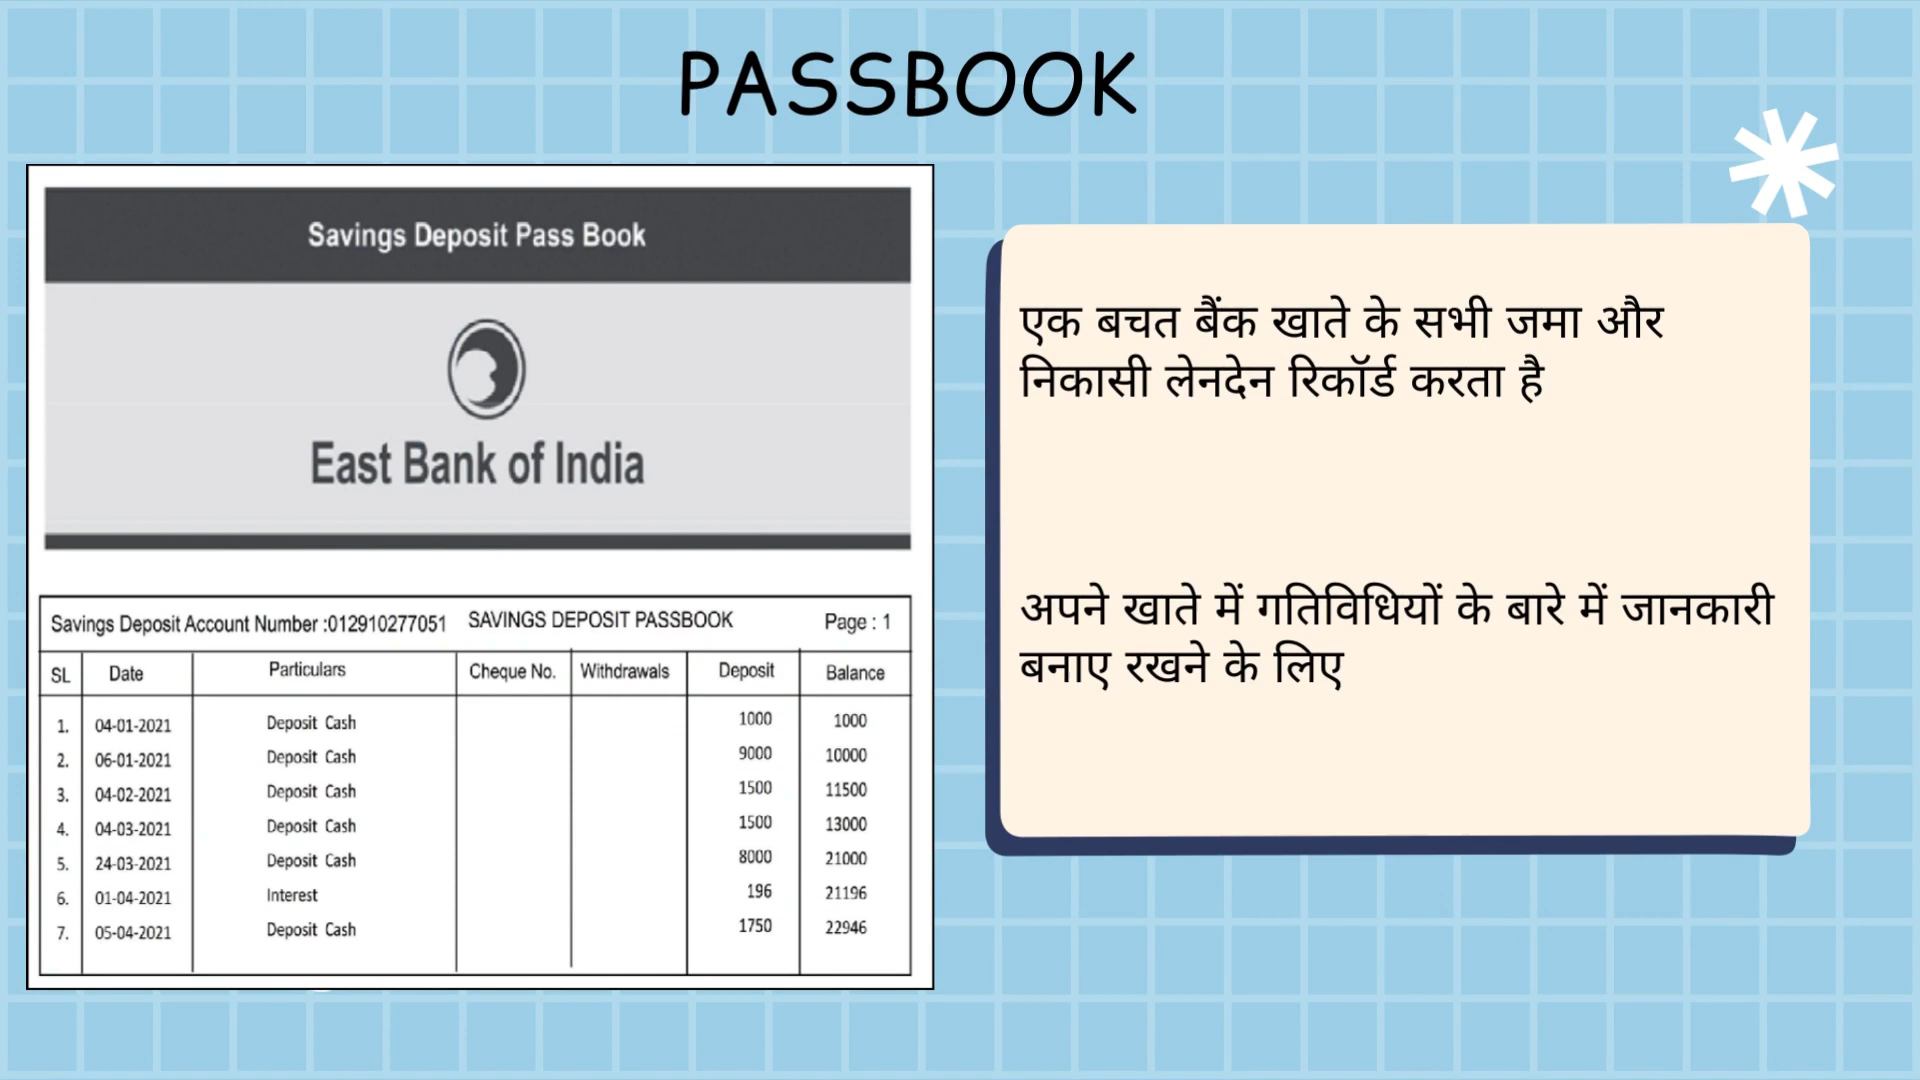 PASSBOOK
Savings Deposit Pass Book
East Bank of India
Savings Deposit Account Number :012910277051 SAVINGS DEPOSIT PASSBOOK Page : 1
SL Date Particulars Cheque No. Withdrawals Deposit Balance
1. 04-01-2021 Deposit Cash 1000 1000
2. 06-01-2021 Deposit Cash 9000 10000
3. 04-02-2021 Deposit Cash 1500 11500
4. 04-03-2021 Deposit Cash 1500 13000
5. 24-03-2021 Deposit Cash 8000 21000
6. 01-04-2021 Interest 196 21196
7. 05-04-2021 Deposit Cash 1750 22946
एक बचत बैंक खाते के सभी जमा और
निकासी लेनदेन रिकॉर्ड करता है
अपने खाते में गतिविधियों के बारे में जानकारी
बनाए रखने के लिए